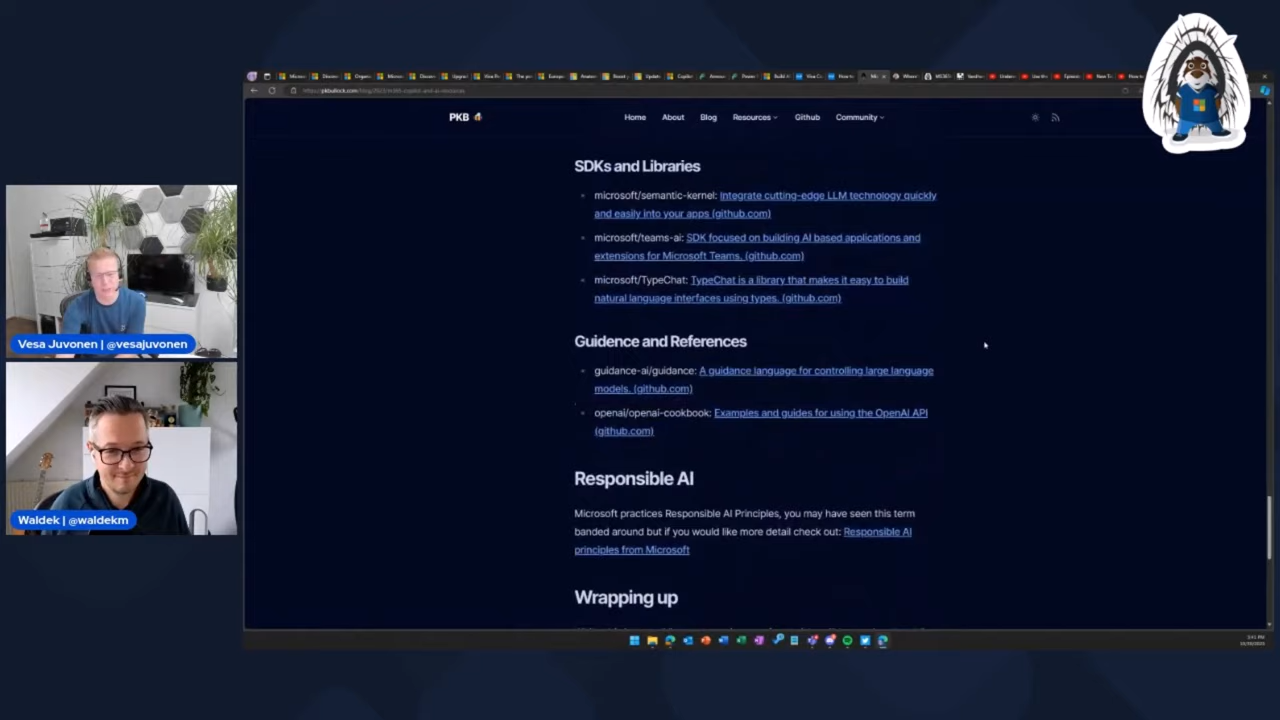 PKB
Home
About
Blog
Resources
Github
Community
SDKs and Libraries
microsoft/semantic-kernel: Integrate cutting-edge LLM technology quickly
and easily into your apps (github.com)
microsoft/teams-ai: SDK focused on building AI based applications and
extensions for Microsoft Teams. (github.com)
microsoft/TypeChat: TypeChat is a library that makes it easy to build
natural language interfaces using types. (github.com)
Guidence and References
guidance-ai/guidance: A guidance language for controlling large language
models. (github.com)
openai/openai-cookbook: Examples and guides for using the OpenAI API
(github.com)
Responsible AI
Microsoft practices Responsible AI Principles, you may have seen this term
banded around but if you would like more detail check out: Responsible AI
principles from Microsoft
Wrapping up
Vesa Juvonen | @vesajuvonen
Waldek | @waldekm